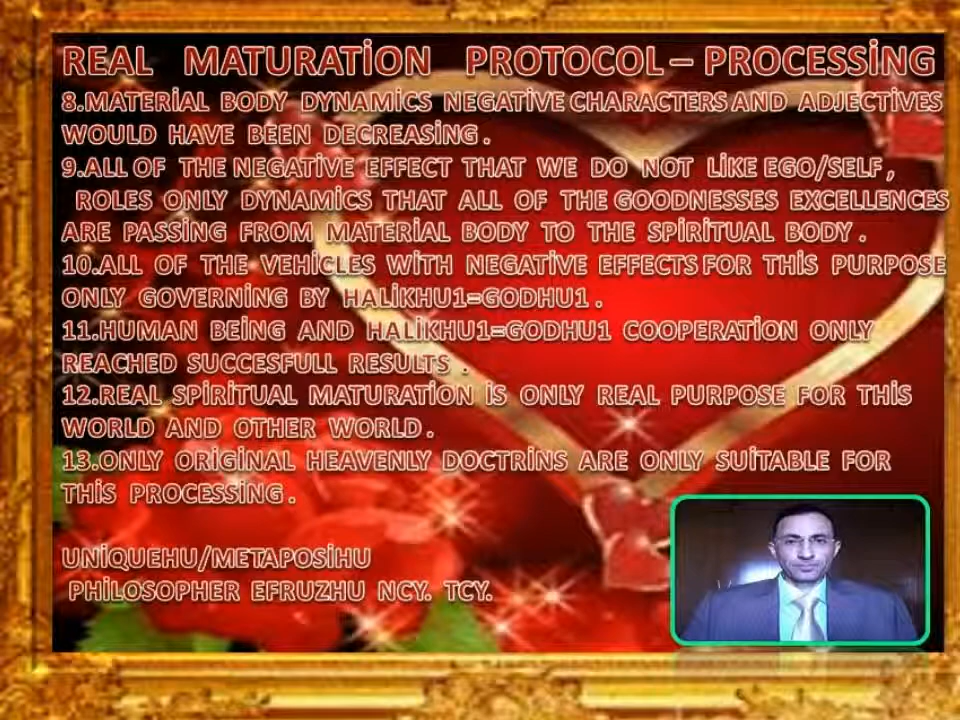 REAL MATURATİON PROTOCOL – PROCESSİNG
8.MATERİAL BODY DYNAMİCS NEGATİVE CHARACTERS AND ADJECTİVES
WOULD HAVE BEEN DECREASİNG .
9.ALL OF THE NEGATİVE EFFECT THAT WE DO NOT LİKE EGO/SELF ,
ROLES ONLY DYNAMİCS THAT ALL OF THE GOODNESSES EXCELLENCES
ARE PASSİNG FROM MATERİAL BODY TO THE SPİRİTUAL BODY .
10.ALL OF THE VEHİCLES WİTH NEGATİVE EFFECTS FOR THİS PURPOSE
ONLY GOVERNİNG BY HALİKHU1=GODHU1 .
11.HUMAN BEİNG AND HALİKHU1=GODHU1 COOPERATİON ONLY
REACHED SUCCESFULL RESULTS .
12.REAL SPİRİTUAL MATURATİON İS ONLY REAL PURPOSE FOR THİS
WORLD AND OTHER WORLD .
13.ONLY ORİGİNAL HEAVENLY DOCTRİNS ARE ONLY SUİTABLE FOR
THİS PROCESSİNG .
UNİQUEHU/METAPOSİHU
PHİLOSOPHER EFRUZHU NCY. TCY.